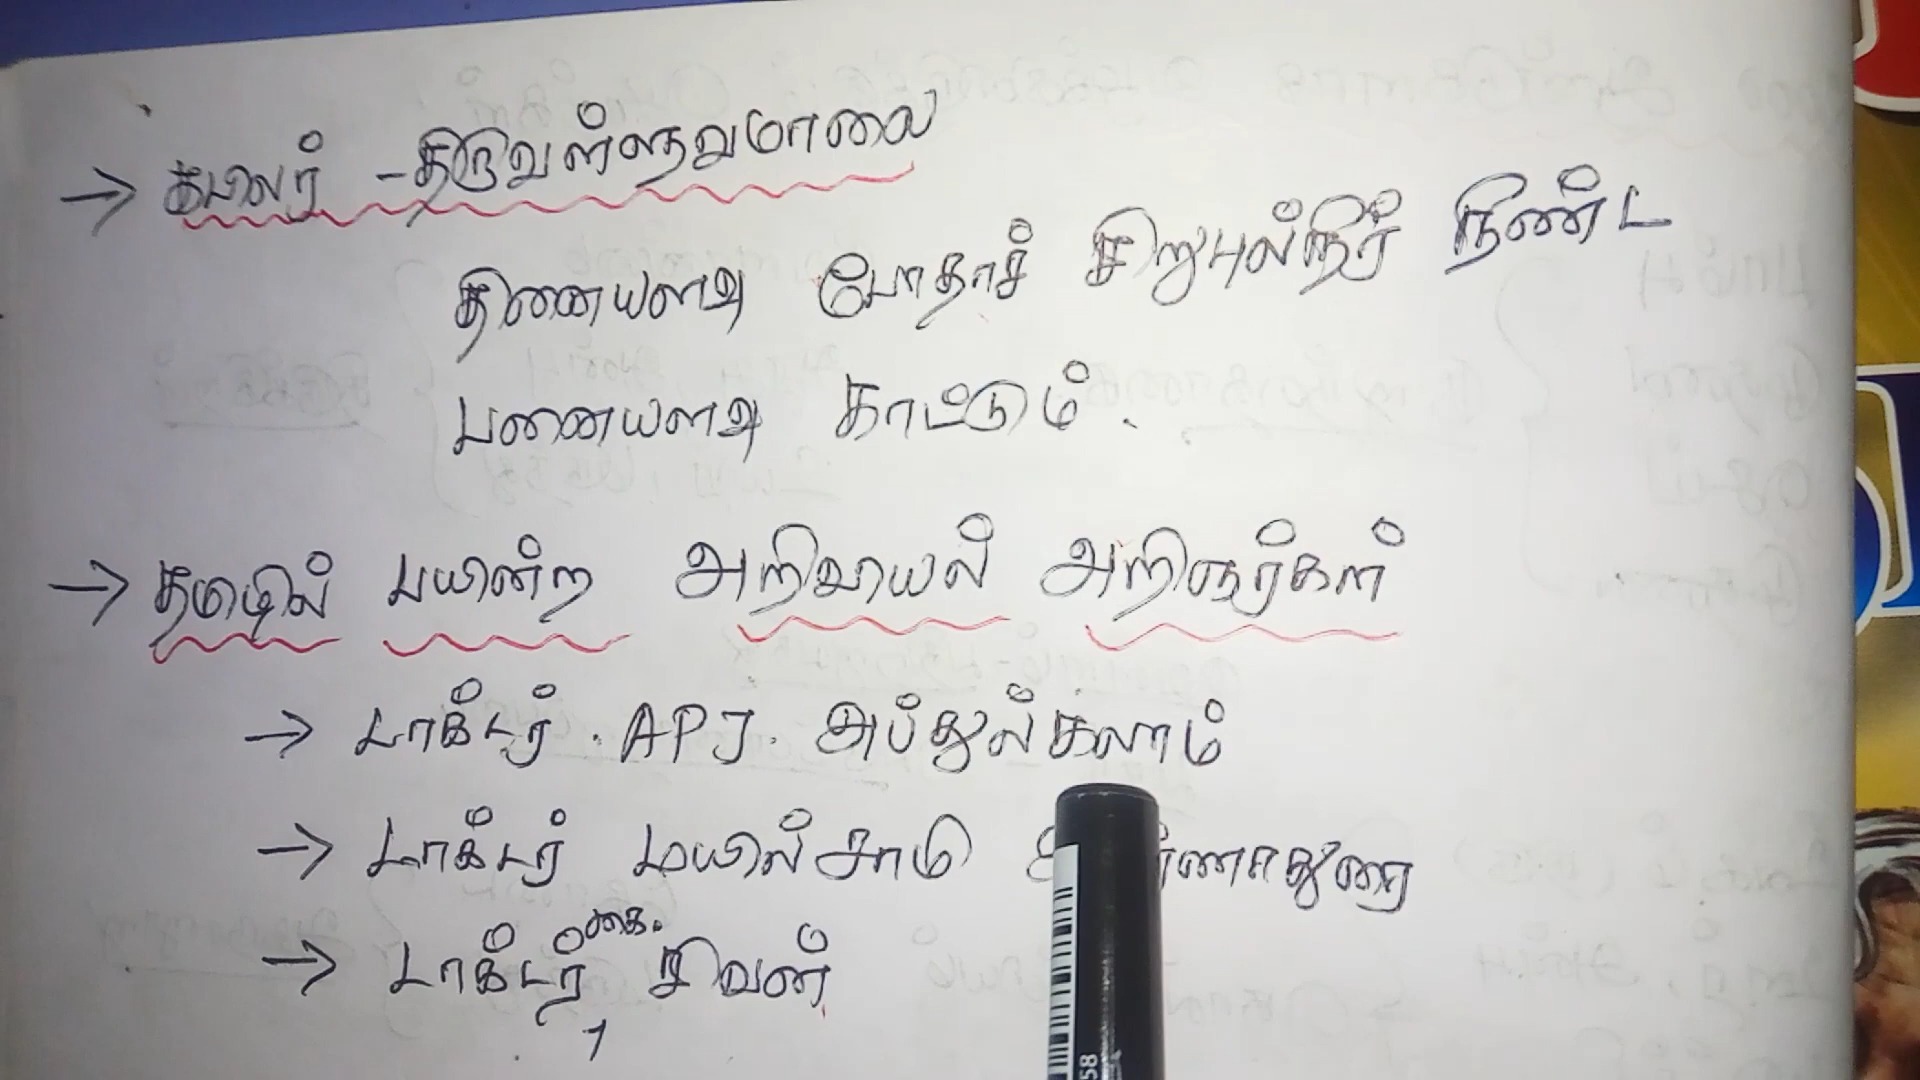 → கபிலர் - திருவள்ளுவமாலை
தினையளவு போதாச் சிறுபுல்நீர் நீண்ட
பனையளவு காட்டும்.
→ தமிழில் பயின்ற அறிவியல் அறிஞர்கள்
→ டாக்டர். APJ. அப்துல்கலாம்
→ டாக்டர் மயில்சாமி
→ டாக்டர் கை. சிவன்
58